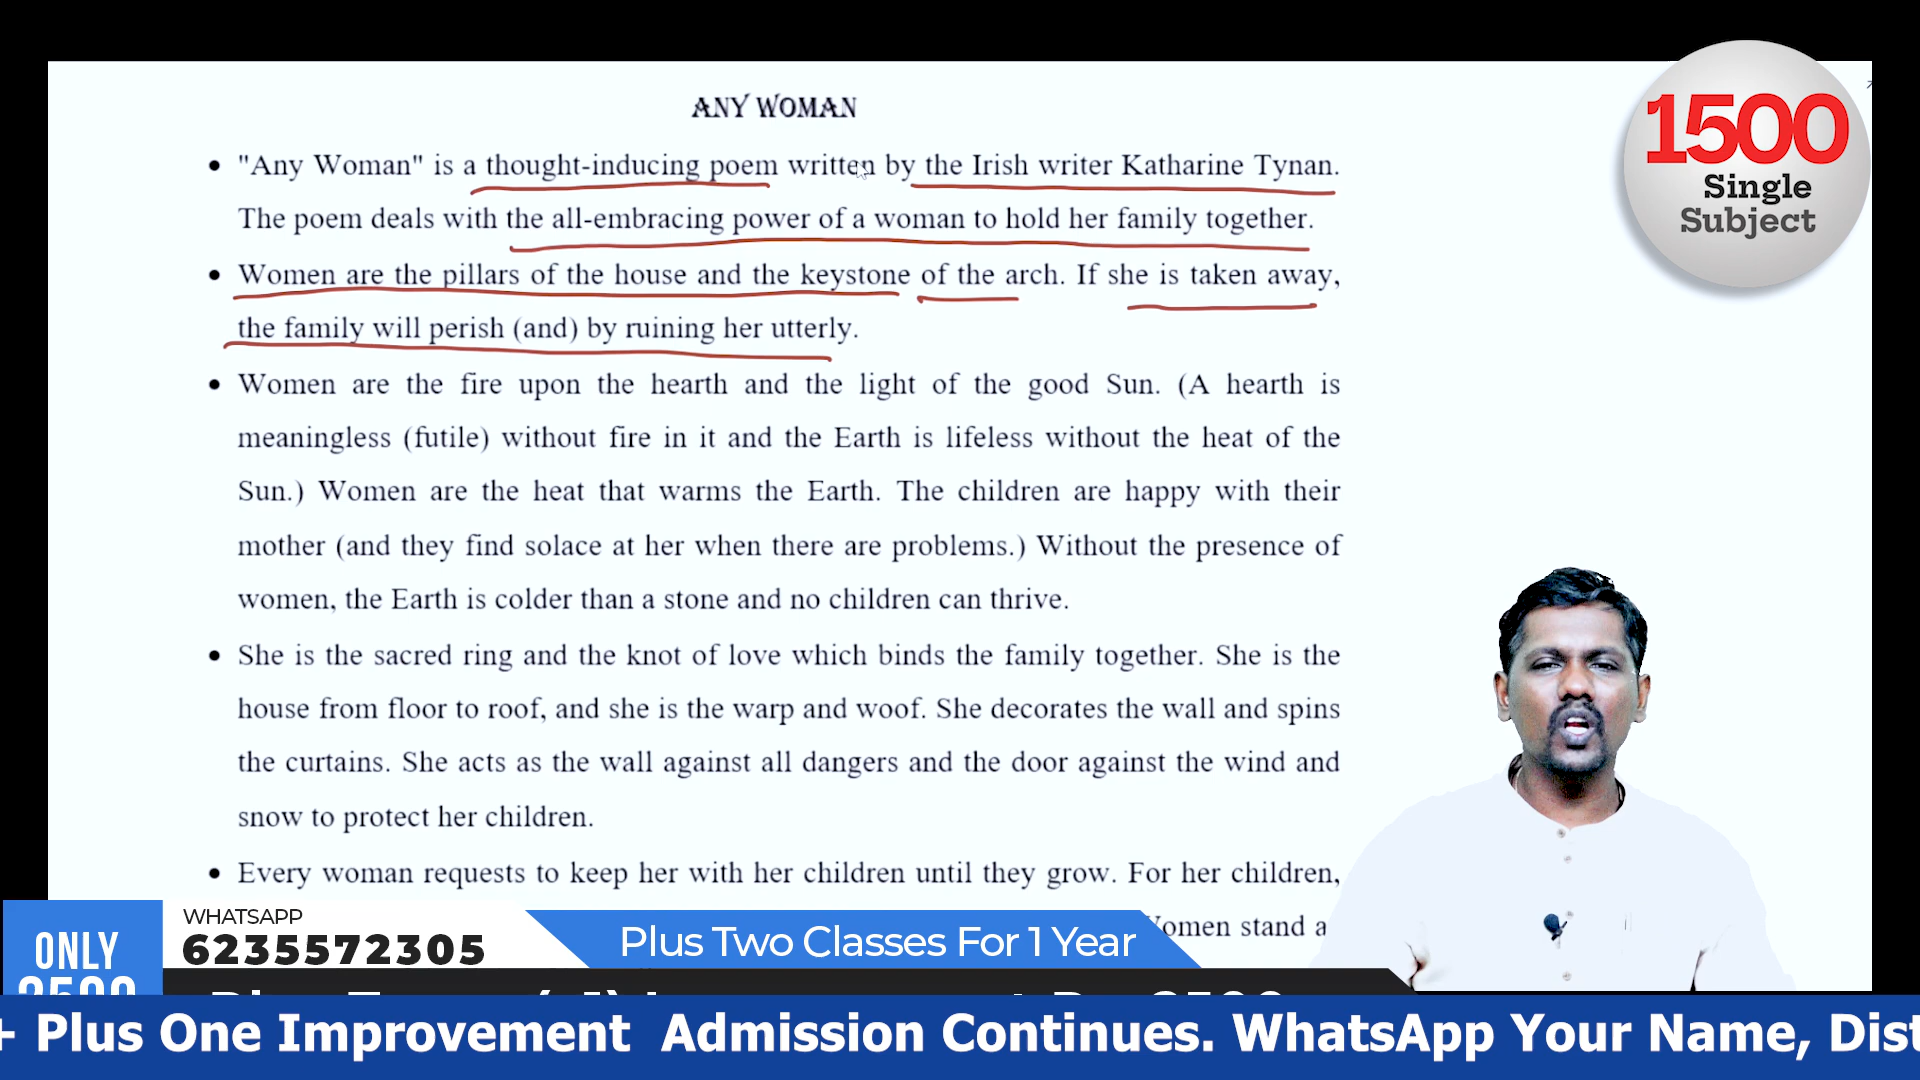 ANY WOMAN
1500
Single
Subject
• "Any Woman" is a thought-inducing poem written by the Irish writer Katharine Tynan.
The poem deals with the all-embracing power of a woman to hold her family together.
• Women are the pillars of the house and the keystone of the arch. If she is taken away,
the family will perish (and) by ruining her utterly.
• Women are the fire upon the hearth and the light of the good Sun. (A hearth is
meaningless (futile) without fire in it and the Earth is lifeless without the heat of the
Sun.) Women are the heat that warms the Earth. The children are happy with their
mother (and they find solace at her when there are problems.) Without the presence of
women, the Earth is colder than a stone and no children can thrive.
• She is the sacred ring and the knot of love which binds the family together. She is the
house from floor to roof, and she is the warp and woof. She decorates the wall and spins
the curtains. She acts as the wall against all dangers and the door against the wind and
snow to protect her children.
• Every woman requests to keep her with her children until they grow. For her children,
Women stand a
ONLY
WHATSAPP
6235572305
Plus Two Classes For 1 Year
+ Plus One Improvement Admission Continues. WhatsApp Your Name, Dist